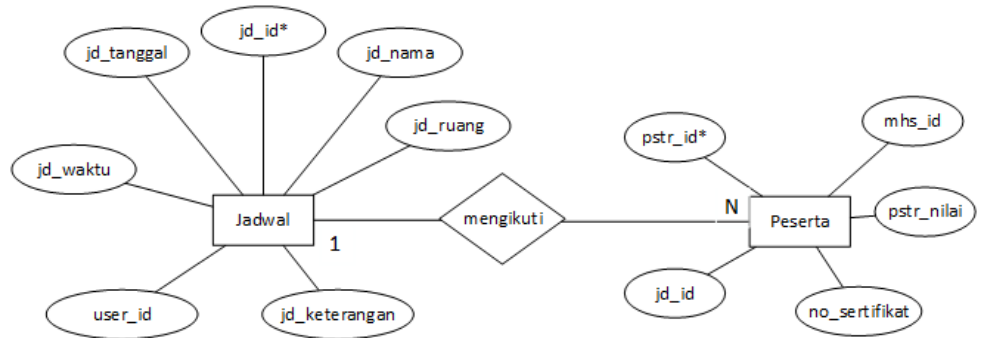 jd_id*
jd_tanggal
jd_nama
jd_ruang
jd_waktu
Jadwal
1
user_id
jd_keterangan
mengikuti
N
Peserta
pstr_id*
mhs_id
pstr_nilai
jd_id
no_sertifikat